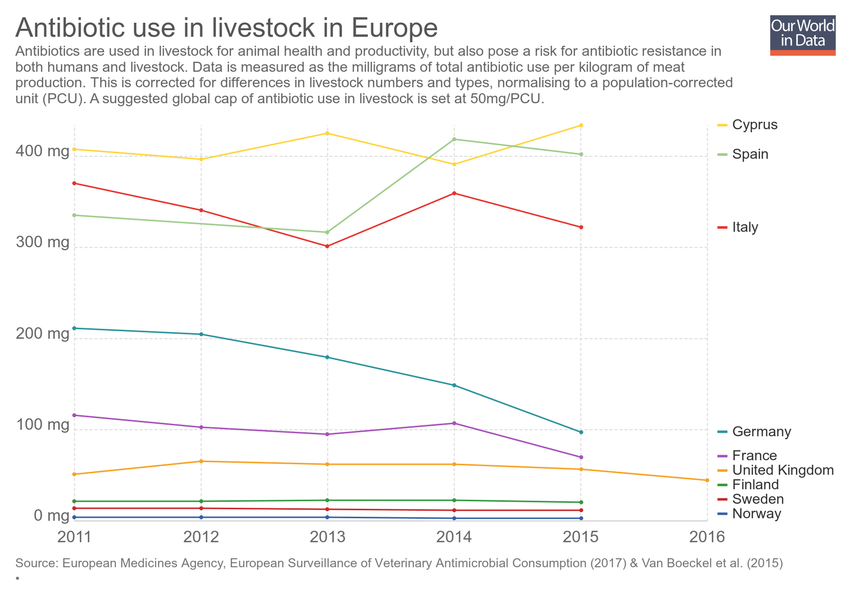 Antibiotic use in livestock in Europe
Our World
in Data
Antibiotics are used in livestock for animal health and productivity, but also pose a risk for antibiotic resistance in
both humans and livestock. Data is measured as the milligrams of total antibiotic use per kilogram of meat
production. This is corrected for differences in livestock numbers and types, normalising to a population-corrected
unit (PCU). A suggested global cap of antibiotic use in livestock is set at 50mg/PCU.
400 mg
300 mg
200 mg
100 mg
0 mg
Cyprus
Spain
Italy
Germany
France
United Kingdom
Finland
Sweden
Norway
2011
2012
2013
2014
2015
2016
Source: European Medicines Agency, European Surveillance of Veterinary Antimicrobial Consumption (2017) & Van Boeckel et al. (2015)
•